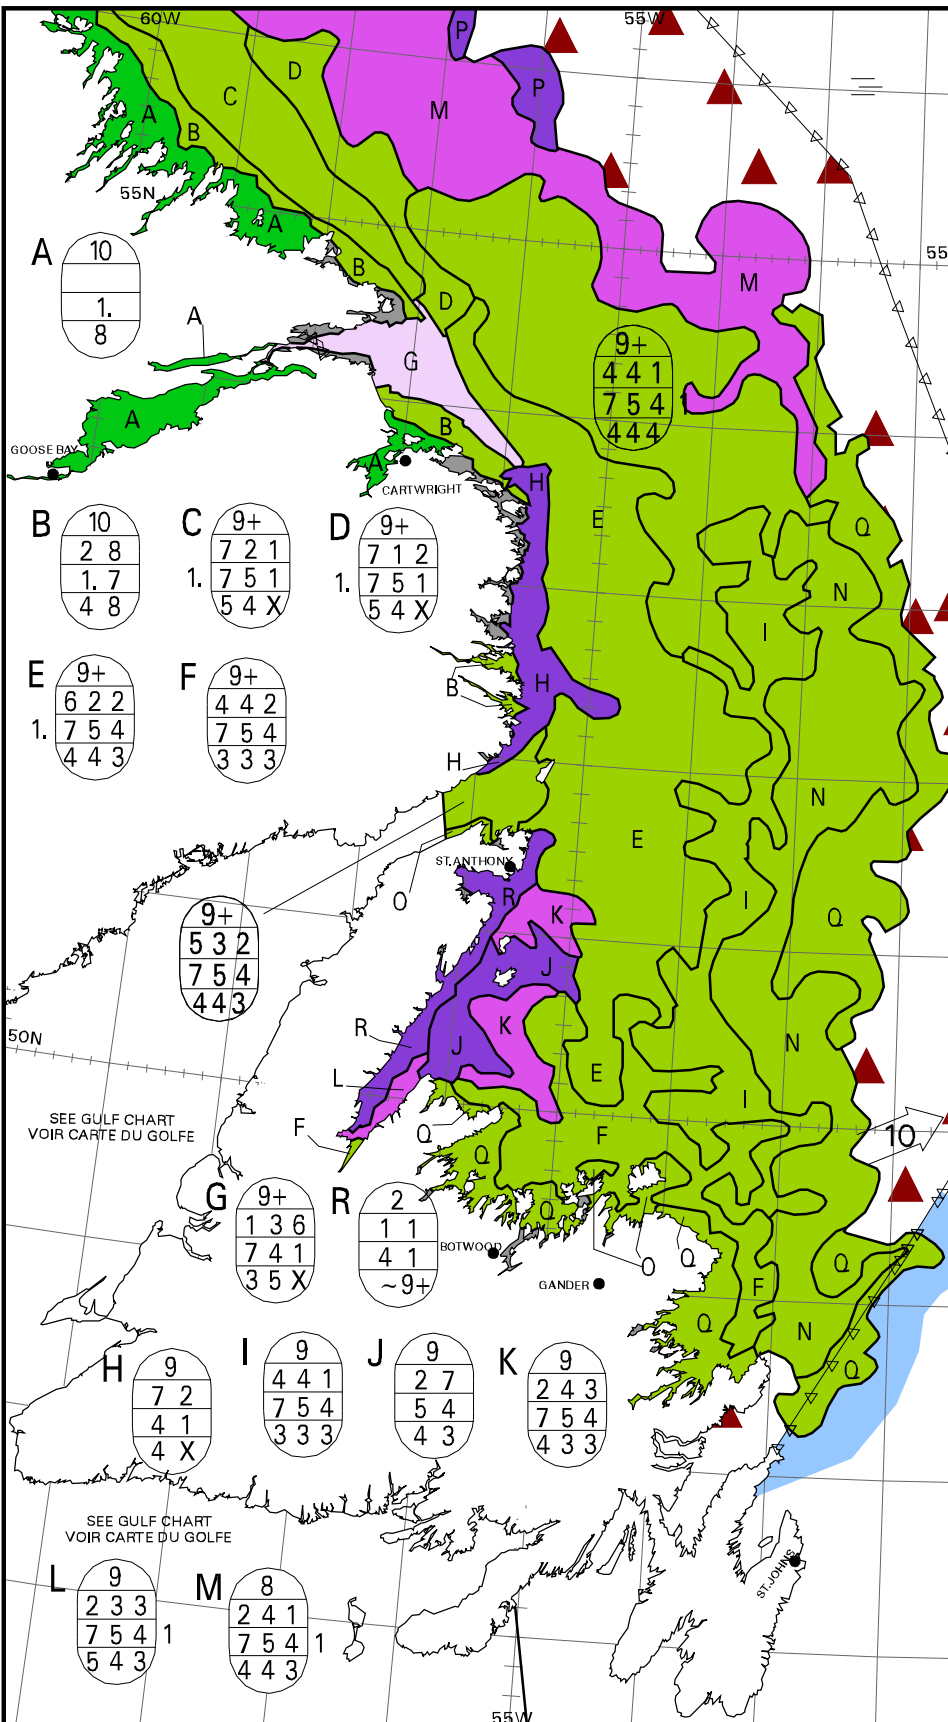 60W
55W
P
D
P
C
M
A
B
55N
A
A
10
1.
8
B
55
M
D
A
9+
4 4 1
7 5 4 1
4 4 4
G
A
B
GOOSE BAY
A
CARTWRIGHT
H
E
Q
B
10
2 8
1. 7
4 8
C
9+
7 2 1
1. 7 5 1
5 4 X
D
9+
7 1 2
1. 7 5 1
5 4 X
N
I
E
9+
6 2 2
1. 7 5 4
4 4 3
F
9+
4 4 2
7 5 4
3 3 3
B
H
H
N
E
ST. ANTHONY
O
R
I
K
Q
9+
5 3 2
7 5 4
4 4 3
J
R
K
J
50N
N
L
E
I
SEE GULF CHART
VOIR CARTE DU GOLFE
F
Q
F
10
Q
G
9+
1 3 6
7 4 1
3 5 X
R
2
1 1
4 1
~9+
Q
BOTWOOD
O
Q
Q
GANDER
F
Q
N
Q
H
9
7 2
4 1
4 X
I
9
4 4 1
7 5 4
3 3 3
J
9
2 7
5 4
4 3
K
9
2 4 3
7 5 4
4 3 3
SEE GULF CHART
VOIR CARTE DU GOLFE
L
9
2 3 3
7 5 4 1
5 4 3
M
8
2 4 1
7 5 4 1
4 4 3
ST.JOHNS
55W